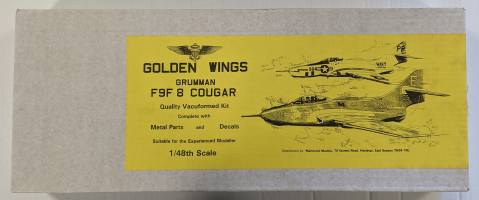 GOLDEN WINGS
GRUMMAN
F9F 8 COUGAR
Quality Vacuformed Kit
Complete with
Metal Parts and Decals
Suitable for the Experienced Modeller
1/48th Scale